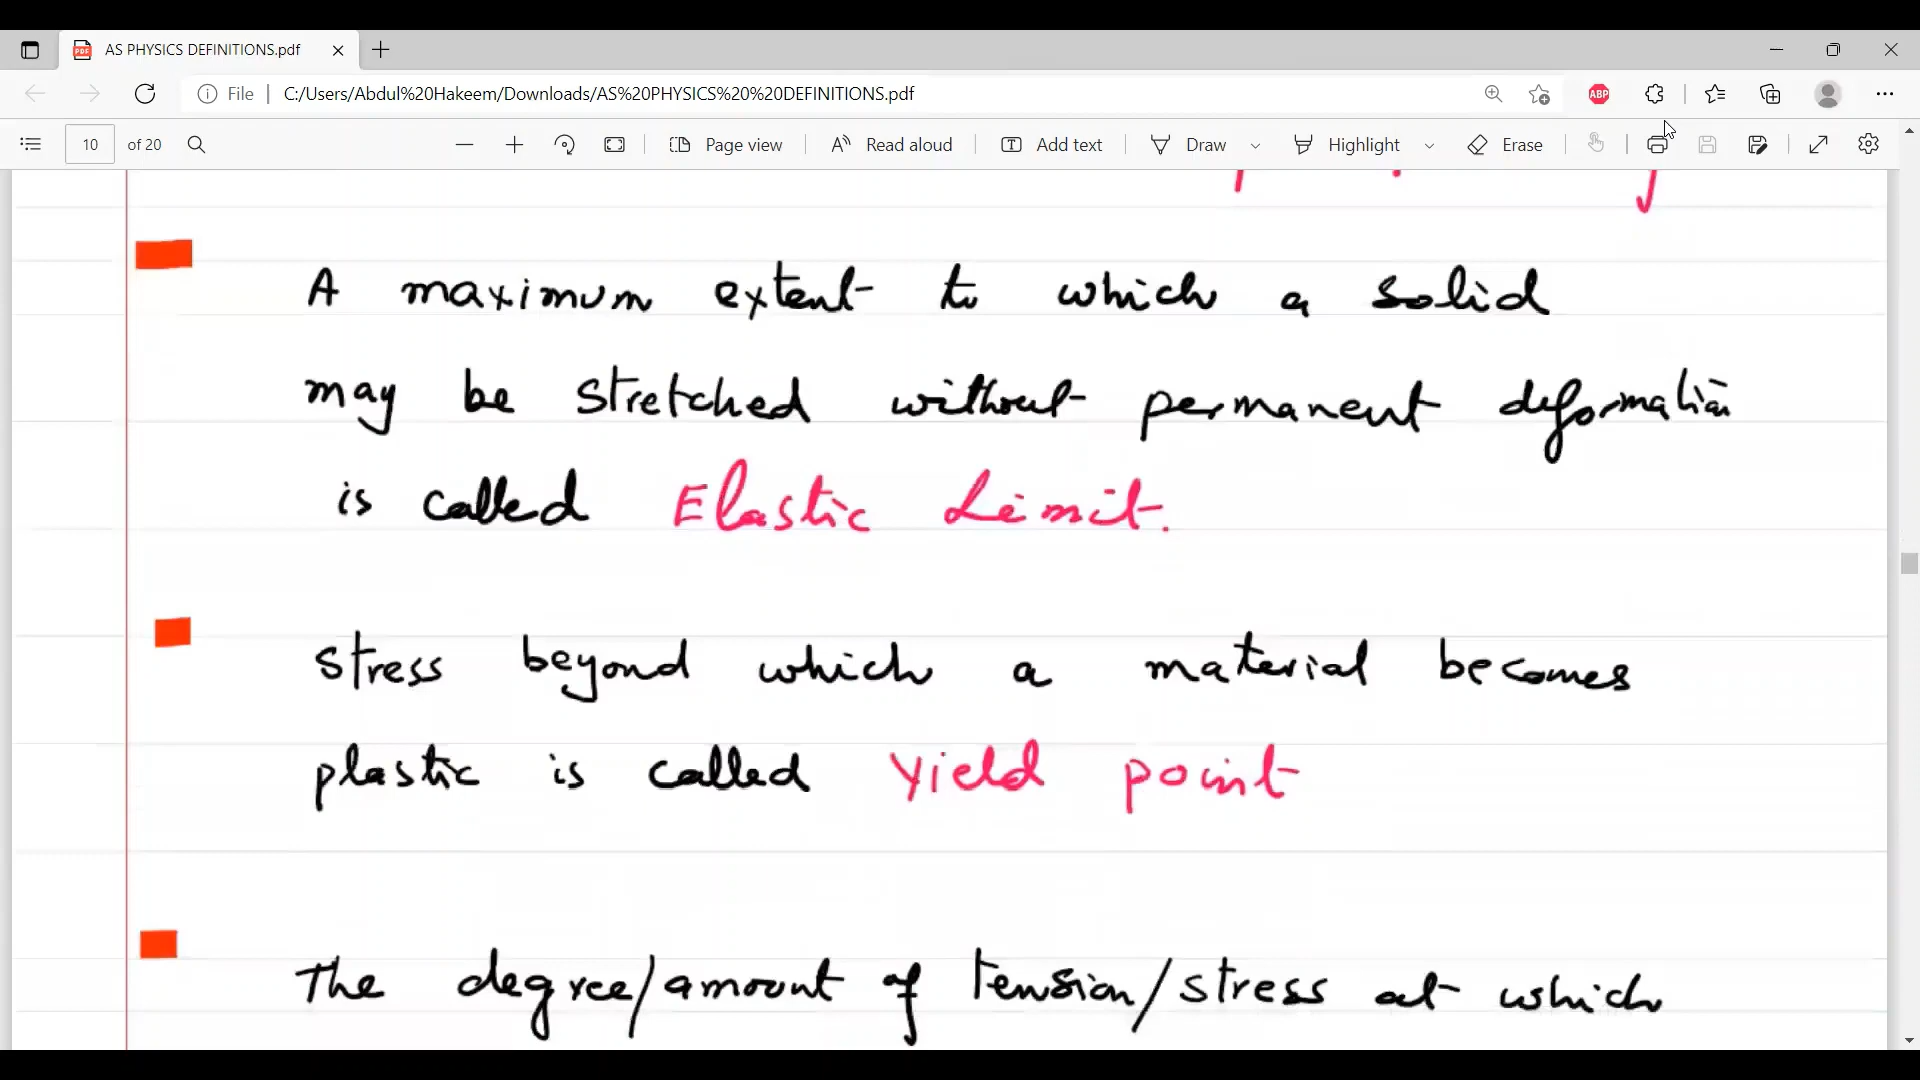 AS PHYSICS DEFINITIONS.pdf
File C:/Users/Abdul%20Hakeem/Downloads/AS%20PHYSICS%20%20DEFINITIONS.pdf ABP
10 of 20 Page view Read aloud Add text Draw Highlight Erase
A maximum extent to which a solid
may be stretched without permanent deformation
is called Elastic Limit.
Stress beyond which a material becomes
plastic is called Yield point
The degree/amount of Tension/stress at which